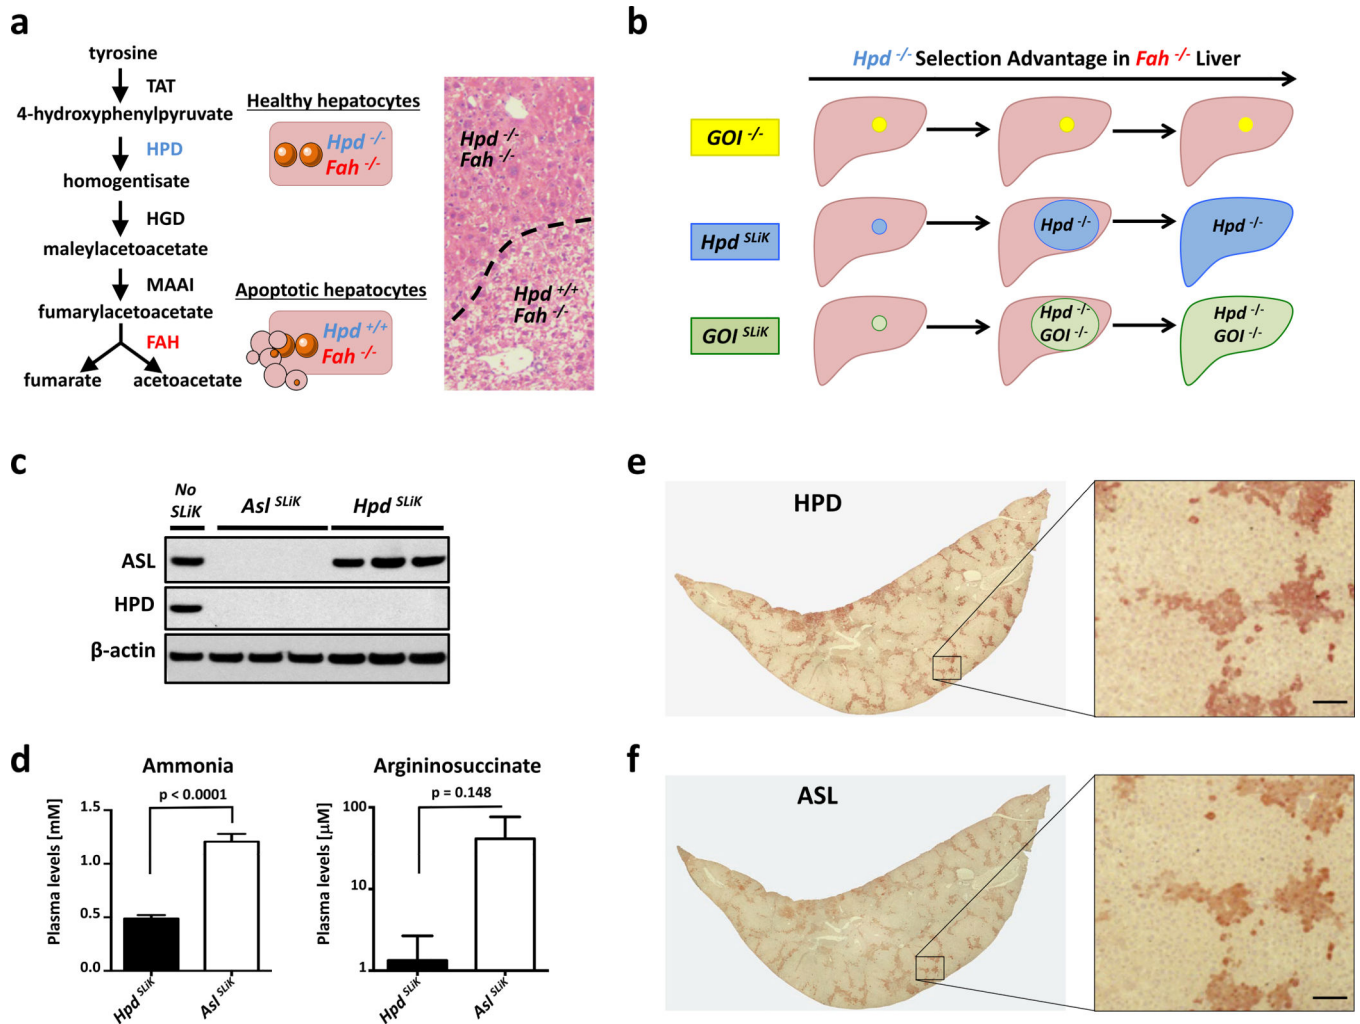 a
tyrosine
TAT
4-hydroxyphenylpyruvate
HPD
homogentisate
HGD
maleylacetoacetate
MAAI
fumarylacetoacetate
FAH
fumarate
acetoacetate
Healthy hepatocytes
Hpd -/-
Fah -/-
Apoptotic hepatocytes
Hpd +/+
Fah -/-
Hpd -/-
Fah -/-
Hpd +/+
Fah -/-
b
Hpd -/- Selection Advantage in Fah -/- Liver
GOI -/-
Hpd SLiK
Hpd -/-
Hpd -/-
GOI SLiK
Hpd -/-
GOI -/-
Hpd -/-
GOI -/-
c
No
SLiK
Asl SLiK
Hpd SLiK
ASL
HPD
β-actin
d
Ammonia
p < 0.0001
Plasma levels [mM]
1.5
1.0
0.5
0.0
Hpd SLiK
Asl SLiK
Argininosuccinate
p = 0.148
Plasma levels [µM]
100
10
1
Hpd SLiK
Asl SLiK
e
HPD
f
ASL